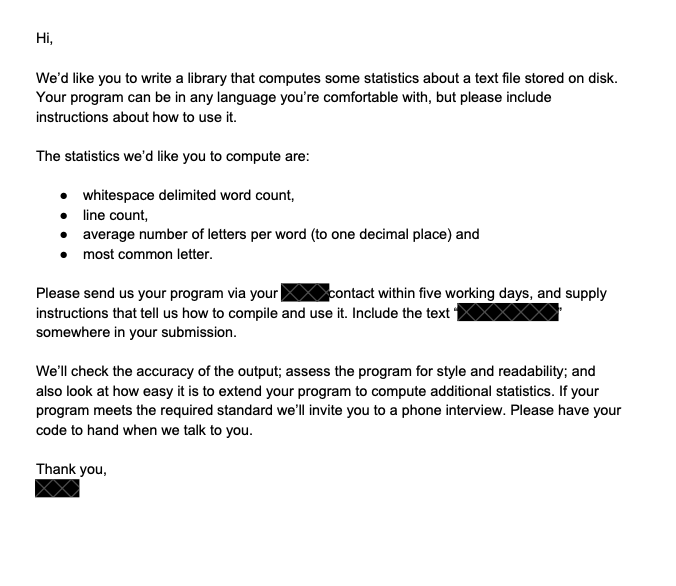 Hi,
We’d like you to write a library that computes some statistics about a text file stored on disk.
Your program can be in any language you’re comfortable with, but please include
instructions about how to use it.
The statistics we’d like you to compute are:
● whitespace delimited word count,
● line count,
● average number of letters per word (to one decimal place) and
● most common letter.
Please send us your program via your contact within five working days, and supply
instructions that tell us how to compile and use it. Include the text “ ”
somewhere in your submission.
We’ll check the accuracy of the output; assess the program for style and readability; and
also look at how easy it is to extend your program to compute additional statistics. If your
program meets the required standard we’ll invite you to a phone interview. Please have your
code to hand when we talk to you.
Thank you,